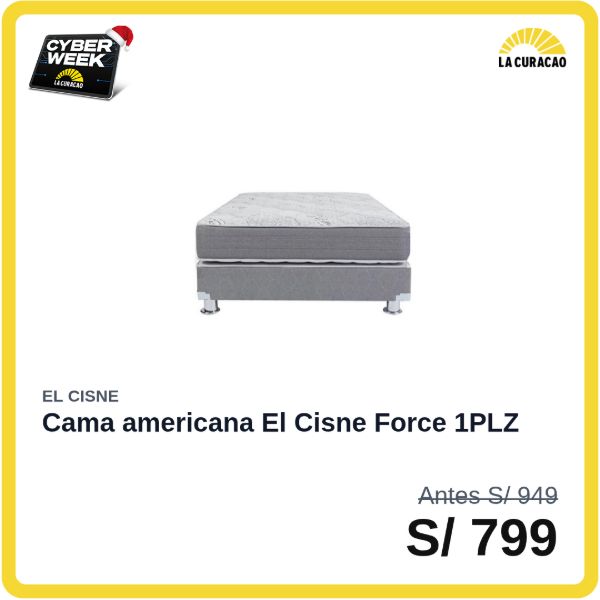 CYBER
WEEK
LA CURACAO
LA CURACAO
EL CISNE
Cama americana El Cisne Force 1PLZ
Antes S/ 949
S/ 799